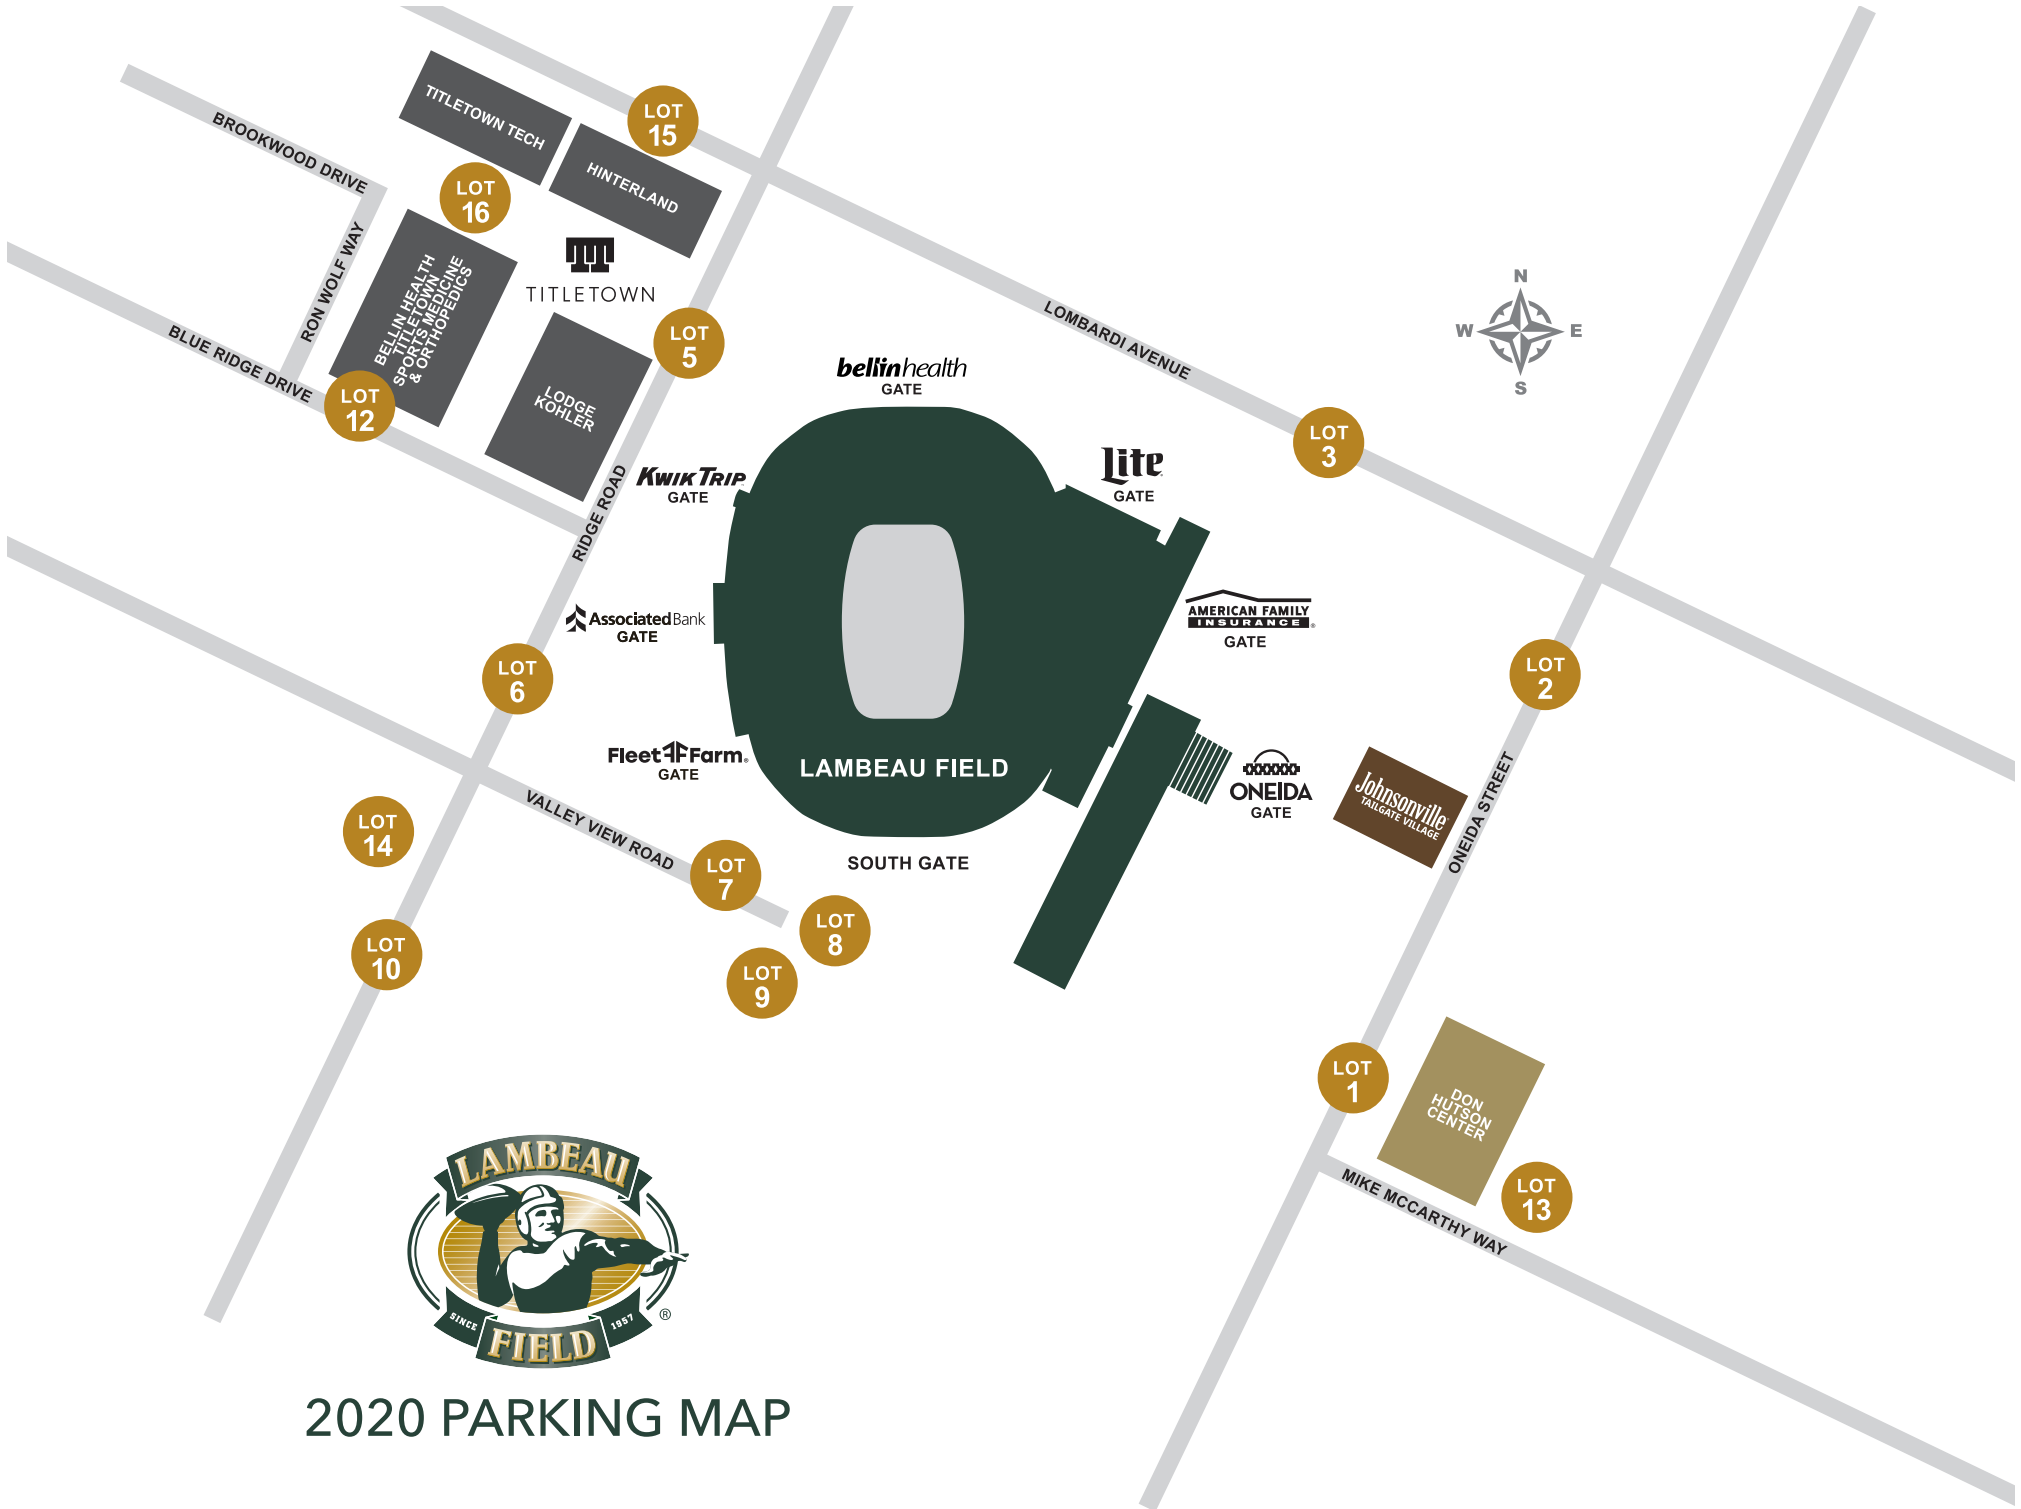 TITLETOWN TECH
LOT
15
BROOKWOOD DRIVE
HINTERLAND
LOT
16
RON WOLF WAY
BELLIN HEALTH
TITLETOWN
SPORTS MEDICINE
& ORTHOPEDICS
TITLETOWN
BLUE RIDGE DRIVE
LOT
5
LODGE
KOHLER
LOT
12
RIDGE ROAD
LOMBARDI AVENUE
N
W
E
S
bellinhealth
GATE
LOT
3
KWIK TRIP
GATE
Lite
GATE
AssociatedBank
GATE
AMERICAN FAMILY
INSURANCE®
GATE
LOT
6
LOT
2
Fleet Farm®
GATE
LAMBEAU FIELD
ONEIDA
GATE
Johnsonville
TAILGATE VILLAGE
ONEIDA STREET
LOT
14
VALLEY VIEW ROAD
LOT
7
SOUTH GATE
LOT
8
LOT
10
LOT
9
LOT
1
DON
HUTSON
CENTER
MIKE MCCARTHY WAY
LOT
13
LAMBEAU
SINCE
1957
®
FIELD
2020 PARKING MAP